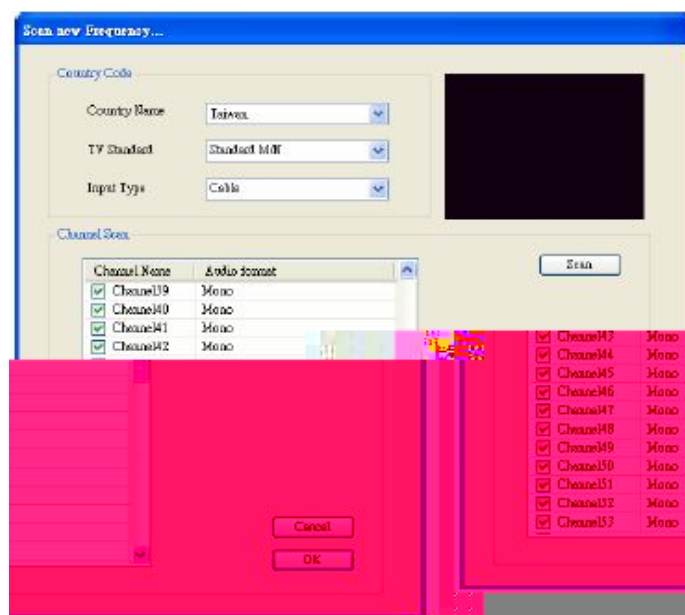 Scan new Frequency...
Country Code
Country Name Taiwan
TV Standard Standard M/N
Input Type Cable
Channel Scan
Channel Name Audio format
Scan
Channel39 Mono
Channel40 Mono
Channel41 Mono
Channel42 Mono
Channel43 Mono
Channel44 Mono
Channel45 Mono
Channel46 Mono
Channel47 Mono
Channel48 Mono
Channel49 Mono
Channel50 Mono
Channel51 Mono
Channel52 Mono
Channel53 Mono
Cancel
OK